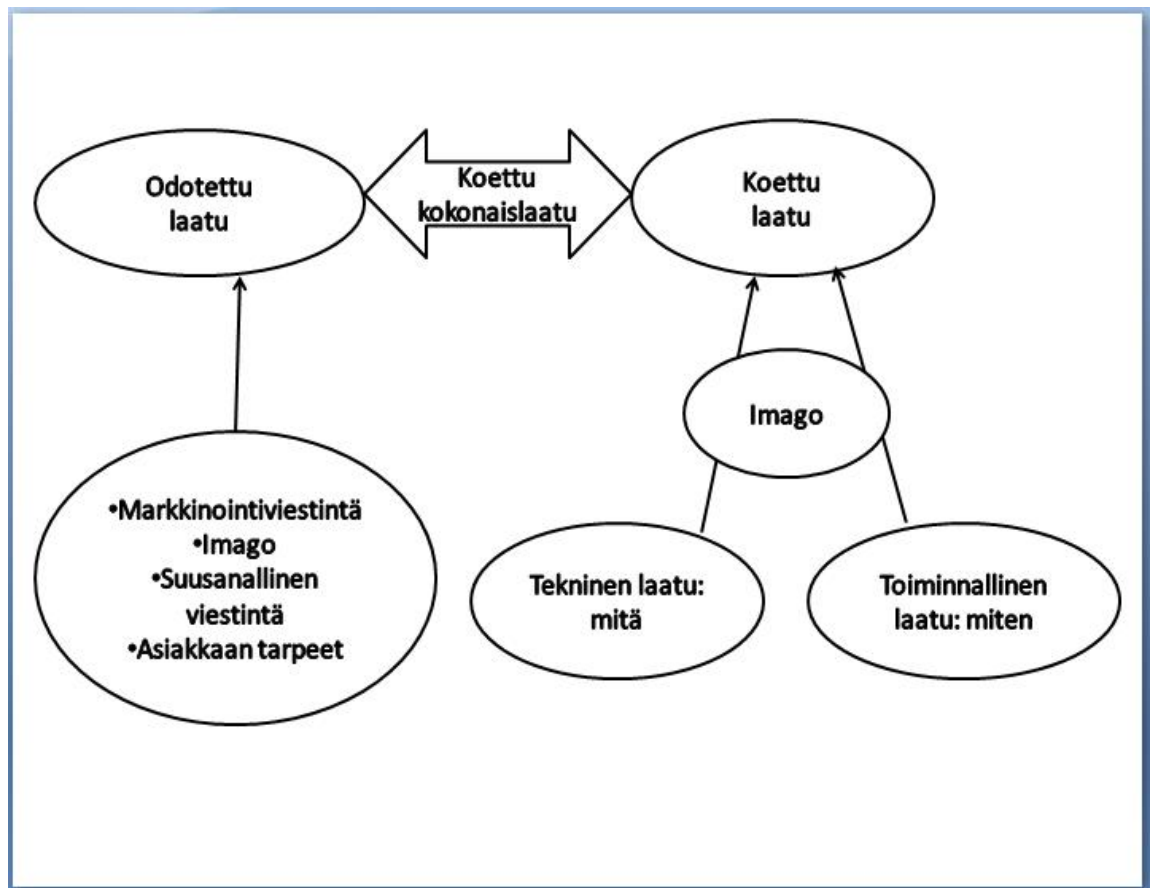 Odotettu
laatu
Koettu
kokonaislaatu
Koettu
laatu
Imago
•Markkinointiviestintä
•Imago
•Suusanallinen
viestintä
•Asiakkaan tarpeet
Tekninen laatu:
mitä
Toiminnallinen
laatu: miten